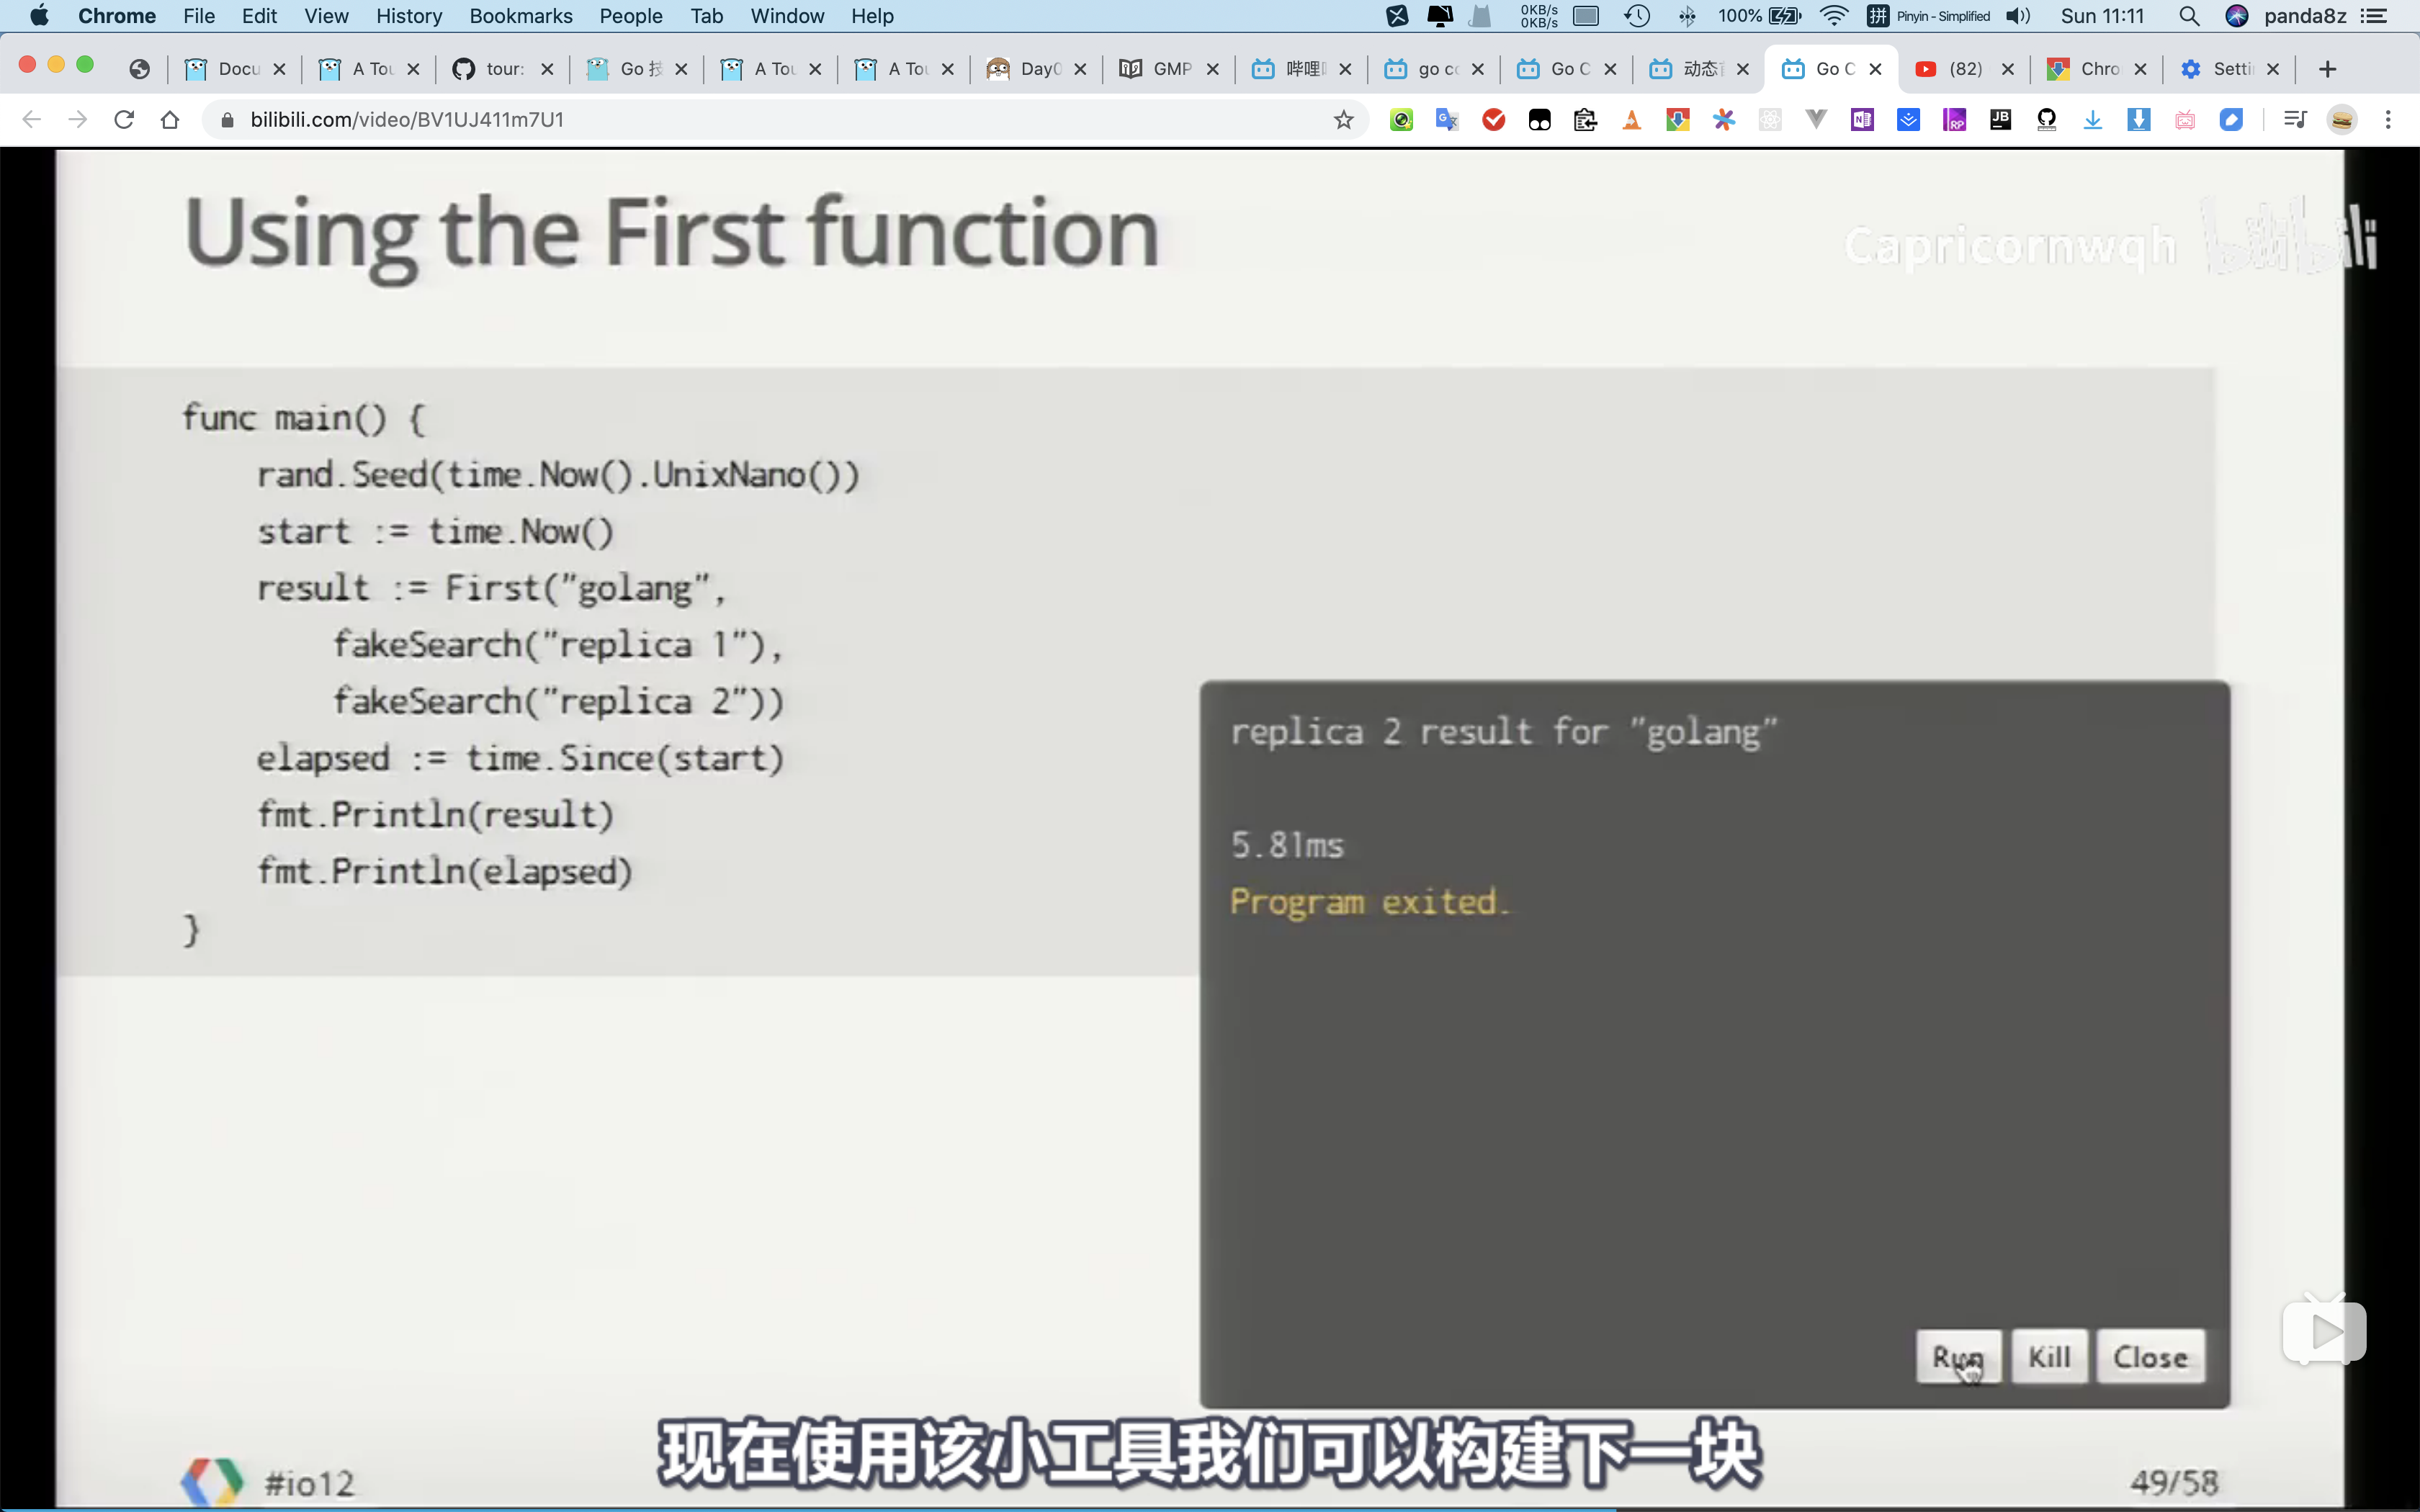 Chrome File Edit View History Bookmarks People Tab Window Help 0KB/s 0KB/s 100% 拼 Pinyin - Simplified Sun 11:11 panda8z
Docu A Tou tour: Go 技 A Tou A Tou Day0 GMP 哔哩 go co Go C 动态 Go C (82) Chro Setti
bilibili.com/video/BV1UJ411m7U1
Using the First function
Capricornwqh bilibili
func main() {
rand.Seed(time.Now().UnixNano())
start := time.Now()
result := First("golang",
fakeSearch("replica 1"),
fakeSearch("replica 2"))
elapsed := time.Since(start)
fmt.Println(result)
fmt.Println(elapsed)
}
replica 2 result for "golang"
5.81ms
Program exited.
Run Kill Close
现在使用该小工具我们可以构建下一块
#io12
49/58